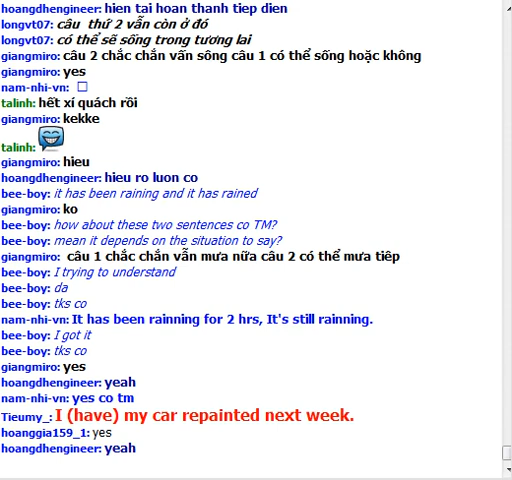 hoangdhengineer: hien tai hoan thanh tiep dien
longvt07: câu thứ 2 vẫn còn ở đó
longvt07: có thể sẽ sống trong tương lai
giangmiro: câu 2 chắc chắn vấn sông câu 1 có thể sống hoặc không
giangmiro: yes
nam-nhi-vn:
talinh: hết xí quách rồi
giangmiro: kekke
talinh:
giangmiro: hieu
hoangdhengineer: hieu ro luon co
bee-boy: it has been raining and it has rained
giangmiro: ko
bee-boy: how about these two sentences co TM?
bee-boy: mean it depends on the situation to say?
giangmiro: câu 1 chắc chắn vẫn mưa nữa câu 2 có thể mưa tiêp
bee-boy: I trying to understand
bee-boy: da
bee-boy: tks co
nam-nhi-vn: It has been rainning for 2 hrs, It's still rainning.
bee-boy: I got it
bee-boy: tks co
giangmiro: yes
hoangdhengineer: yeah
nam-nhi-vn: yes co tm
Tieumy_: I (have) my car repainted next week.
hoanggia159_1: yes
hoangdhengineer: yeah